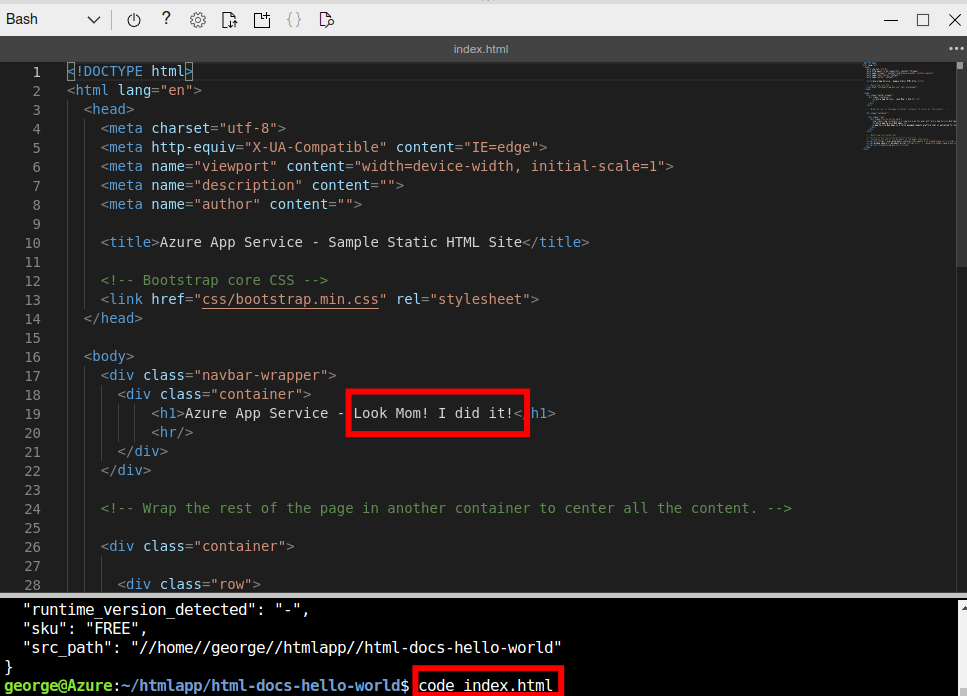 Bash
?
{}
index.html
1 <!DOCTYPE html>
2 <html lang="en">
3 <head>
4 <meta charset="utf-8">
5 <meta http-equiv="X-UA-Compatible" content="IE=edge">
6 <meta name="viewport" content="width=device-width, initial-scale=1">
7 <meta name="description" content="">
8 <meta name="author" content="">
9
10 <title>Azure App Service - Sample Static HTML Site</title>
11
12 <!-- Bootstrap core CSS -->
13 <link href="css/bootstrap.min.css" rel="stylesheet">
14 </head>
15
16 <body>
17 <div class="navbar-wrapper">
18 <div class="container">
19 <h1>Azure App Service - Look Mom! I did it!</h1>
20 <hr/>
21 </div>
22 </div>
23
24 <!-- Wrap the rest of the page in another container to center all the content. -->
25
26 <div class="container">
27
28 <div class="row">
"runtime_version_detected": "-",
"sku": "FREE",
"src_path": "//home//george//htmlapp//html-docs-hello-world"
}
george@Azure:~/htmlapp/html-docs-hello-world$ code index.html